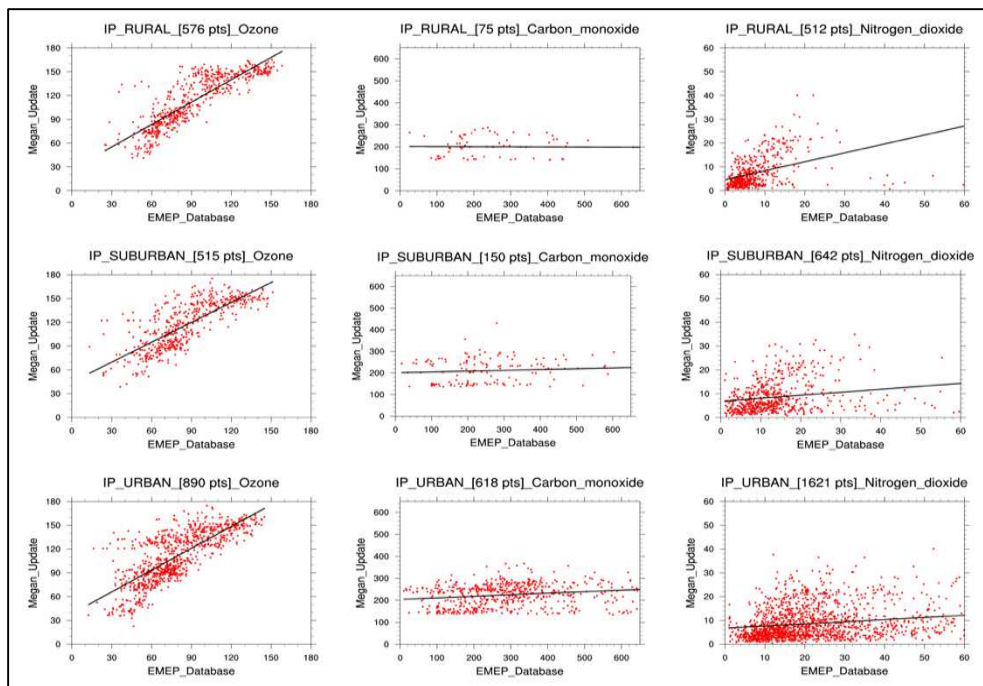 IP_RURAL_[576 pts]_Ozone
180
150
120
90
60
30
0
Megan_Update
0 30 60 90 120 150 180
EMEP_Database
IP_RURAL_[75 pts]_Carbon_monoxide
600
500
400
300
200
100
0
Megan_Update
0 100 200 300 400 500 600
EMEP_Database
IP_RURAL_[512 pts]_Nitrogen_dioxide
60
50
40
30
20
10
0
Megan_Update
0 10 20 30 40 50 60
EMEP_Database
IP_SUBURBAN_[515 pts]_Ozone
180
150
120
90
60
30
0
Megan_Update
0 30 60 90 120 150 180
EMEP_Database
IP_SUBURBAN_[150 pts]_Carbon_monoxide
600
500
400
300
200
100
0
Megan_Update
0 100 200 300 400 500 600
EMEP_Database
IP_SUBURBAN_[642 pts]_Nitrogen_dioxide
60
50
40
30
20
10
0
Megan_Update
0 10 20 30 40 50 60
EMEP_Database
IP_URBAN_[890 pts]_Ozone
180
150
120
90
60
30
0
Megan_Update
0 30 60 90 120 150 180
EMEP_Database
IP_URBAN_[618 pts]_Carbon_monoxide
600
500
400
300
200
100
0
Megan_Update
0 100 200 300 400 500 600
EMEP_Database
IP_URBAN_[1621 pts]_Nitrogen_dioxide
60
50
40
30
20
10
0
Megan_Update
0 10 20 30 40 50 60
EMEP_Database